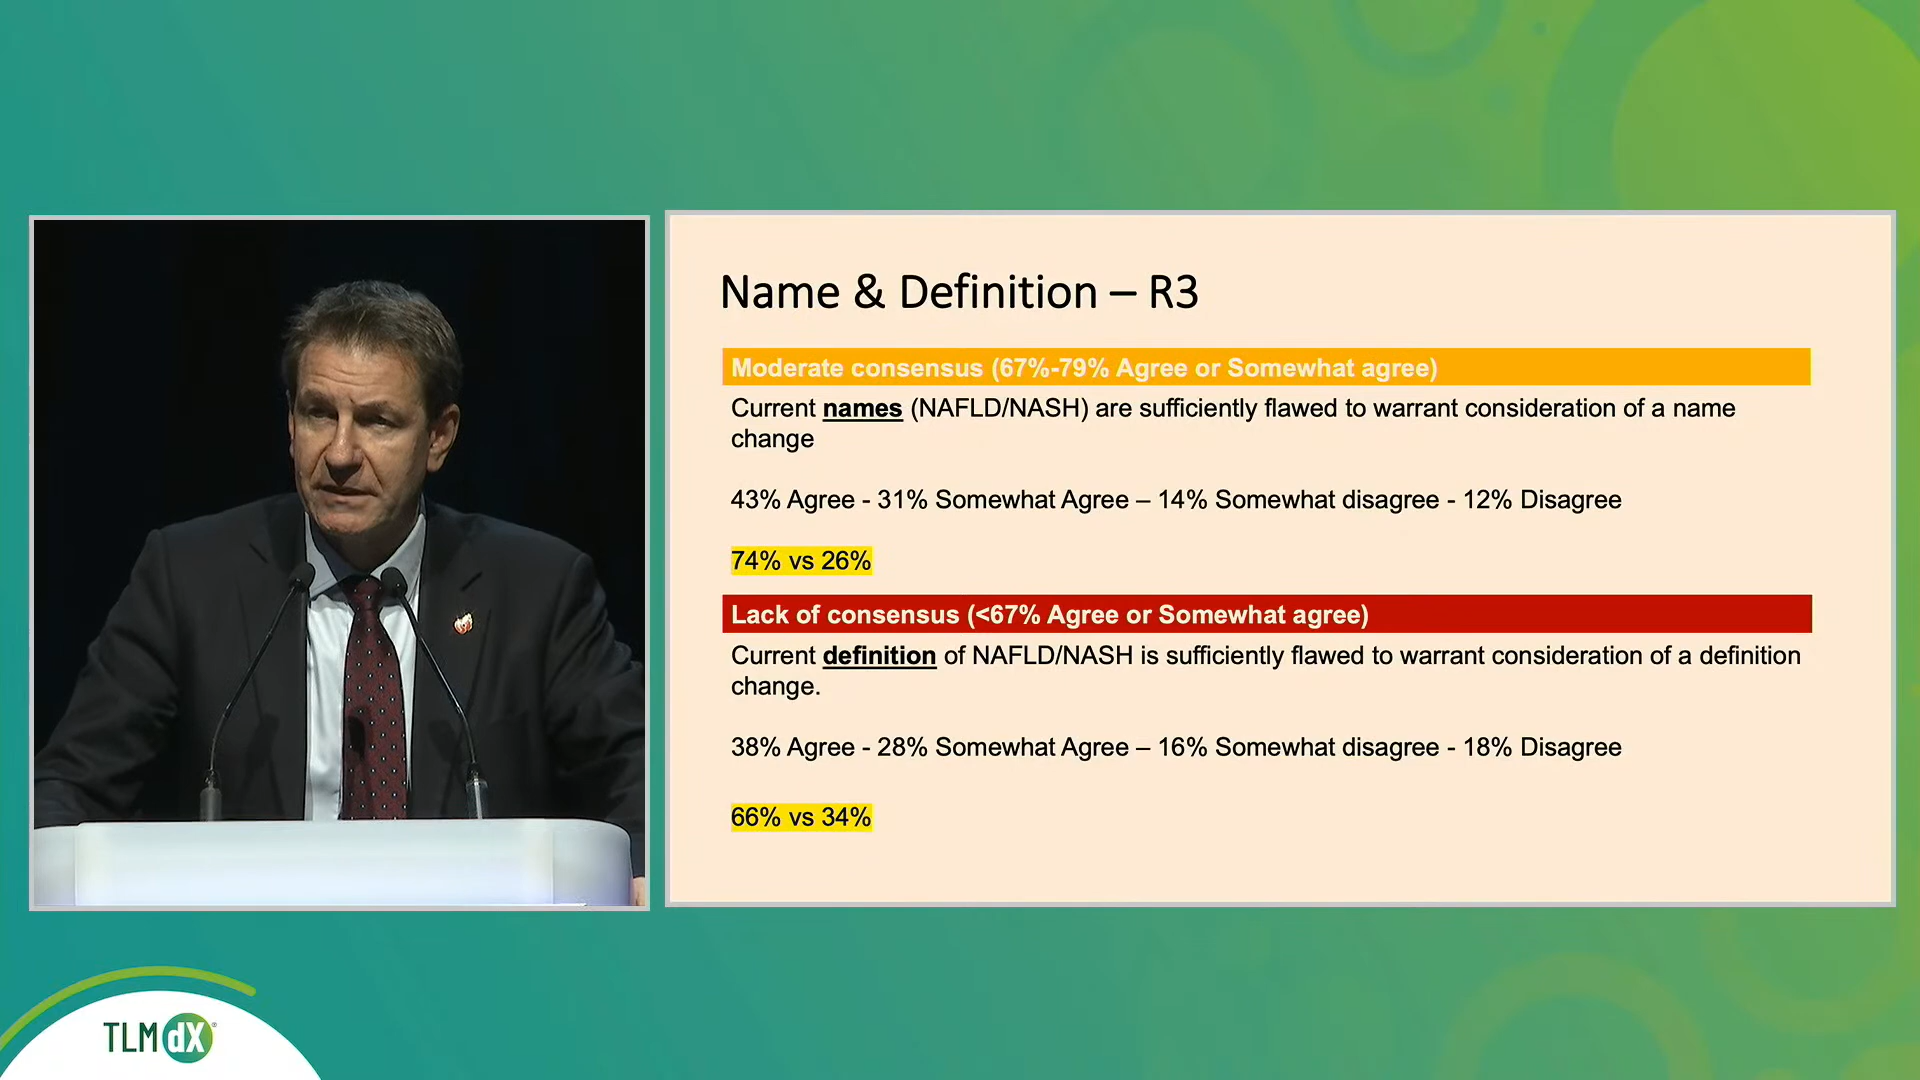 Name & Definition – R3
Moderate consensus (67%-79% Agree or Somewhat agree)
Current names (NAFLD/NASH) are sufficiently flawed to warrant consideration of a name
change
43% Agree - 31% Somewhat Agree – 14% Somewhat disagree - 12% Disagree
74% vs 26%
Lack of consensus (<67% Agree or Somewhat agree)
Current definition of NAFLD/NASH is sufficiently flawed to warrant consideration of a definition
change.
38% Agree - 28% Somewhat Agree – 16% Somewhat disagree - 18% Disagree
66% vs 34%
TLMdX®